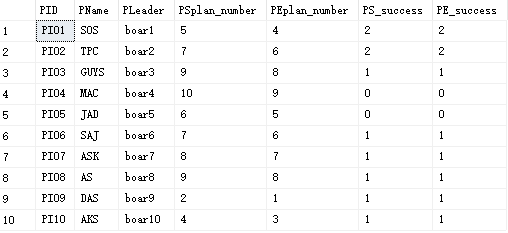 PID PName PLeader PSplan_number PEplan_number PS_success PE_success
1 PI01 SOS boar1 5 4 2 2
2 PI02 TPC boar2 7 6 2 2
3 PI03 GUYS boar3 9 8 1 1
4 PI04 MAC boar4 10 9 0 0
5 PI05 JAD boar5 6 5 0 0
6 PI06 SAJ boar6 7 6 1 1
7 PI07 ASK boar7 8 7 1 1
8 PI08 AS boar8 9 8 1 1
9 PI09 DAS boar9 2 1 1 1
10 PI10 AKS boar10 4 3 1 1